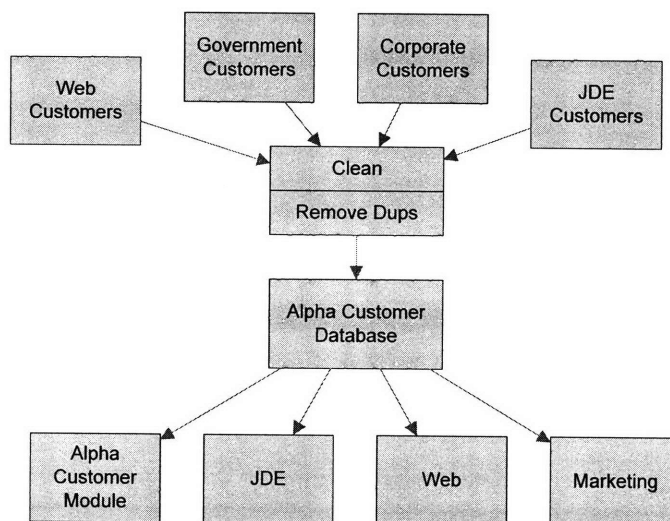 Government
Customers
Corporate
Customers
Web
Customers
JDE
Customers
Clean
Remove Dups
Alpha Customer
Database
Alpha
Customer
Module
JDE
Web
Marketing